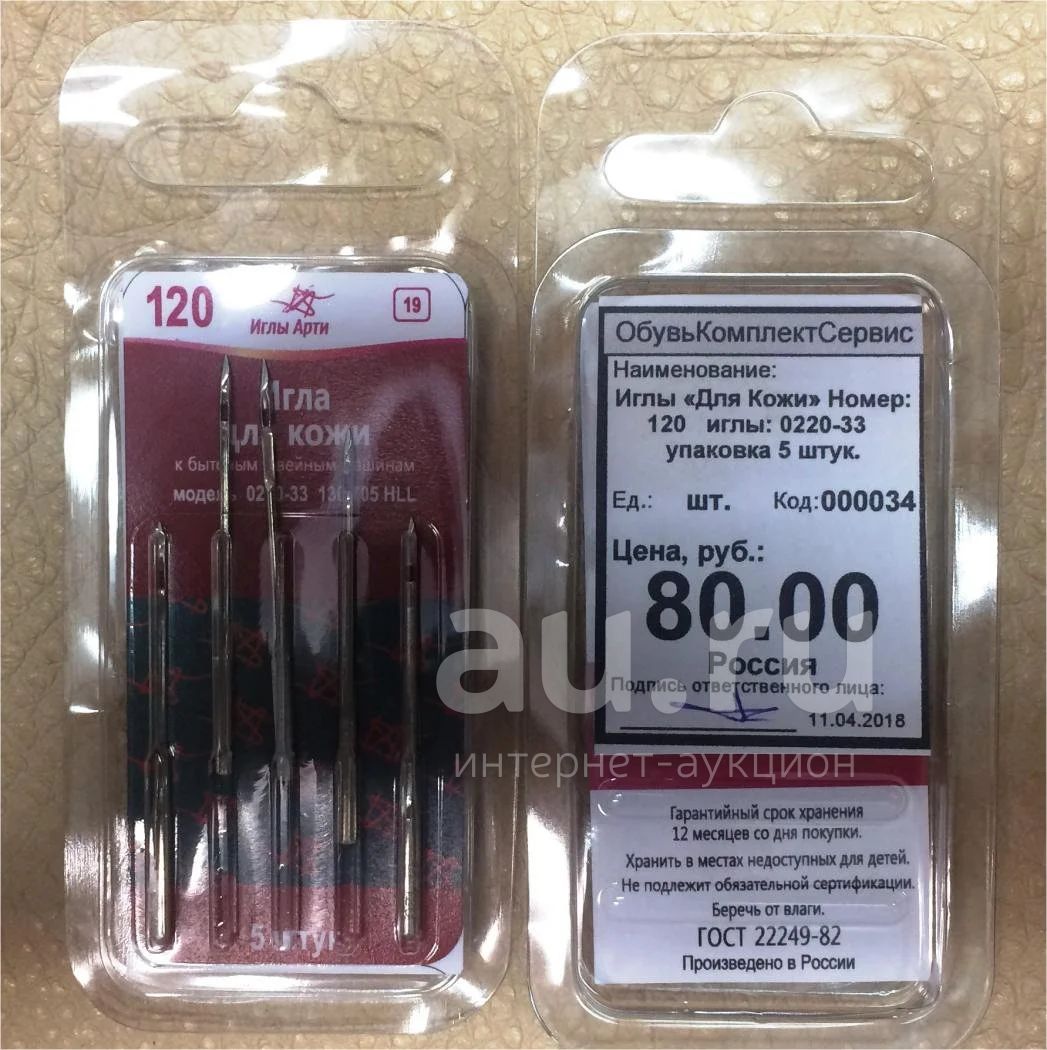 120
Иглы Арти
19
Игла
для кожи
к бытовым швейным машинам
модель 0220-33 130/705 HLL
5 штук
ОбувьКомплектСервис
Наименование:
Иглы «Для Кожи» Номер:
120 иглы: 0220-33
упаковка 5 штук.
Ед.: шт. Код: 000034
Цена, руб.:
80.00
Россия
Подпись ответственного лица:
11.04.2018
au.ru
интернет-аукцион
Гарантийный срок хранения
12 месяцев со дня покупки.
Хранить в местах недоступных для детей.
Не подлежит обязательной сертификации.
Беречь от влаги.
ГОСТ 22249-82
Произведено в России